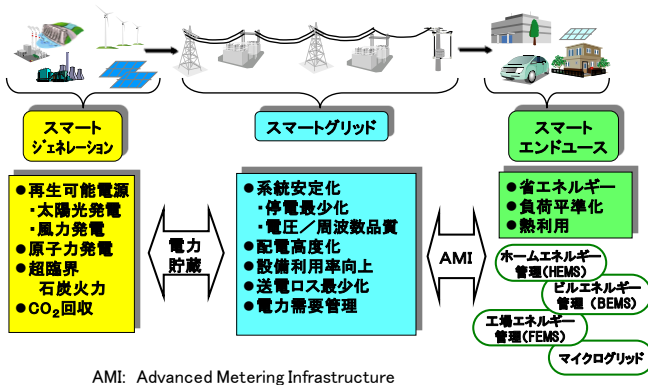 スマート
ジェネレーション
スマートグリッド
スマート
エンドユース
●再生可能電源
・太陽光発電
・風力発電
●原子力発電
●超臨界
石炭火力
●CO₂回収
電力
貯蔵
●系統安定化
・停電最少化
・電圧／周波数品質
●配電高度化
●設備利用率向上
●送電ロス最少化
●電力需要管理
AMI
●省エネルギー
●負荷平準化
●熱利用
ホームエネルギー
管理(HEMS)
ビルエネルギー
管理（BEMS）
工場エネルギー
管理(FEMS)
マイクログリッド
AMI: Advanced Metering Infrastructure